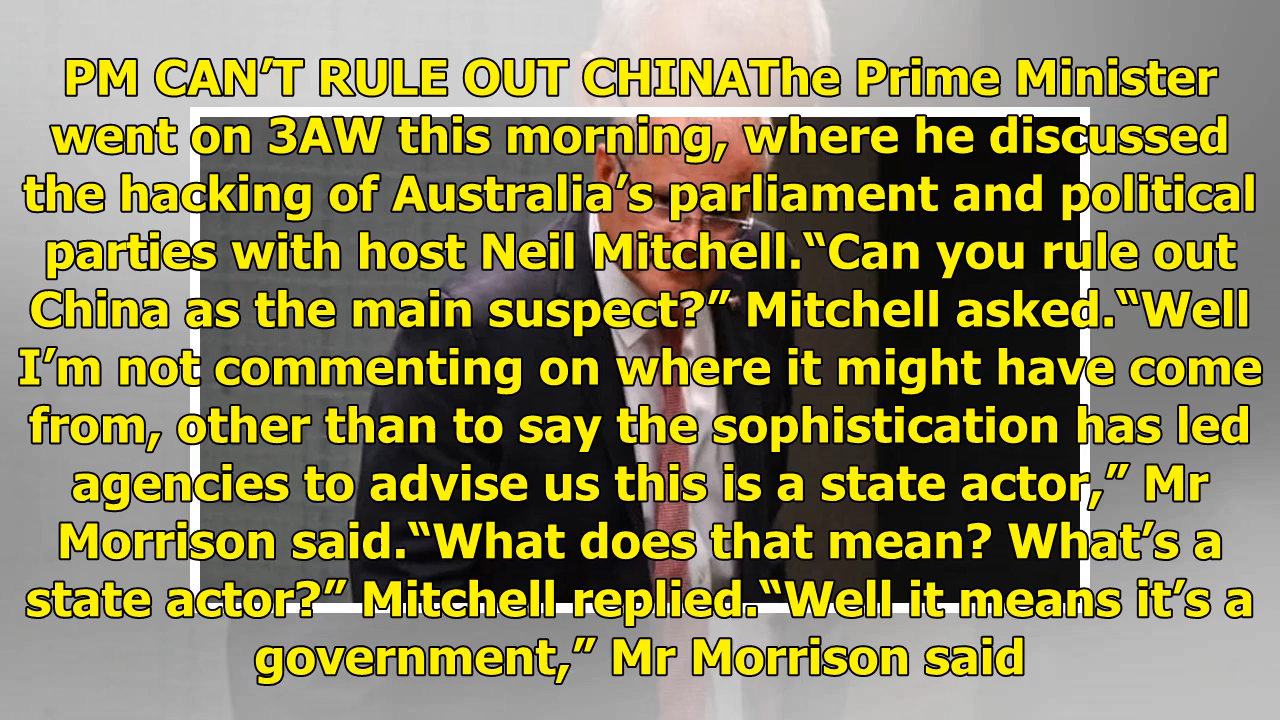 PM CAN’T RULE OUT CHINAThe Prime Minister
went on 3AW this morning, where he discussed
the hacking of Australia’s parliament and political
parties with host Neil Mitchell.“Can you rule out
China as the main suspect?” Mitchell asked.“Well
I’m not commenting on where it might have come
from, other than to say the sophistication has led
agencies to advise us this is a state actor,” Mr
Morrison said.“What does that mean? What’s a
state actor?” Mitchell replied.“Well it means it’s a
government,” Mr Morrison said